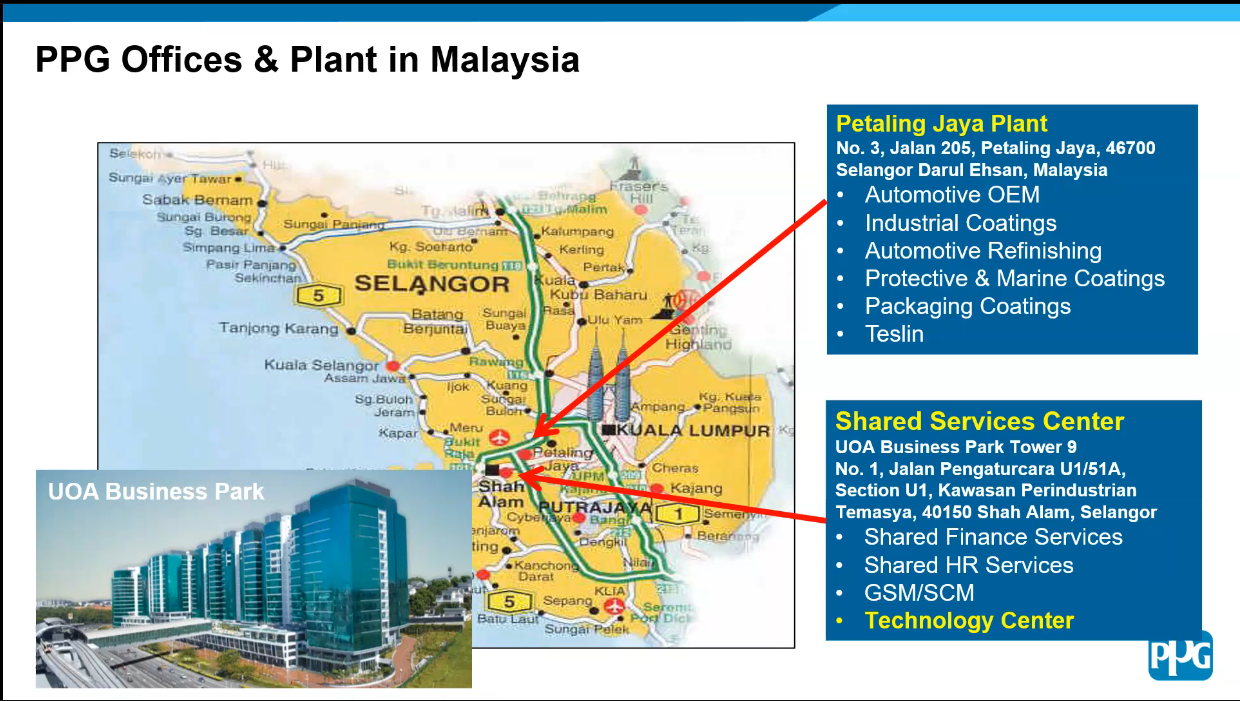 PPG Offices & Plant in Malaysia
Petaling Jaya Plant
No. 3, Jalan 205, Petaling Jaya, 46700
Selangor Darul Ehsan, Malaysia
• Automotive OEM
• Industrial Coatings
• Automotive Refinishing
• Protective & Marine Coatings
• Packaging Coatings
• Teslin
Shared Services Center
UOA Business Park Tower 9
No. 1, Jalan Pengaturcara U1/51A,
Section U1, Kawasan Perindustrian
Temasya, 40150 Shah Alam, Selangor
• Shared Finance Services
• Shared HR Services
• GSM/SCM
• Technology Center
PPG
UOA Business Park
Selekoh
Sungai Ayer Tawar
Sabak Bernam
Sungai Burong
Sg. Besar
Simpang Lima
Pasir Panjang
Sekinchan
Sungai Panjang
Tg. Malim
Behrang
Tg. Malim
Ulu Bernam
Kg. Soeharto
Kalumpang
Kerling
Bukit Beruntung 118
Pertak
Fraser's
Hill
SELANGOR
5
Kuala
Kubu Baharu
Rasa
Batang
Berjuntai
Sungai
Buaya
Ulu Yam
Genting
Highland
Tanjong Karang
Kuala Selangor
Assam Jawa
Rawang
Ijok
Kuang
Sungai
Buloh
Sg.Buloh
Jeram
Kapar
Meru
Bukit
Raja
Ampang
Kg. Kuala
Pangsun
KUALA LUMPUR
Petaling
Jaya
Cheras
UPM
Kajang
Kajang
Shah
Alam
PUTRAJAYA
Cyberjaya
Bangi
1
Semenyih
Beranang
Dengkil
Nilai
Kanchong
Darat
5
Sepang
KLIA
Batu Laut
Sungai Pelek
Port Dick